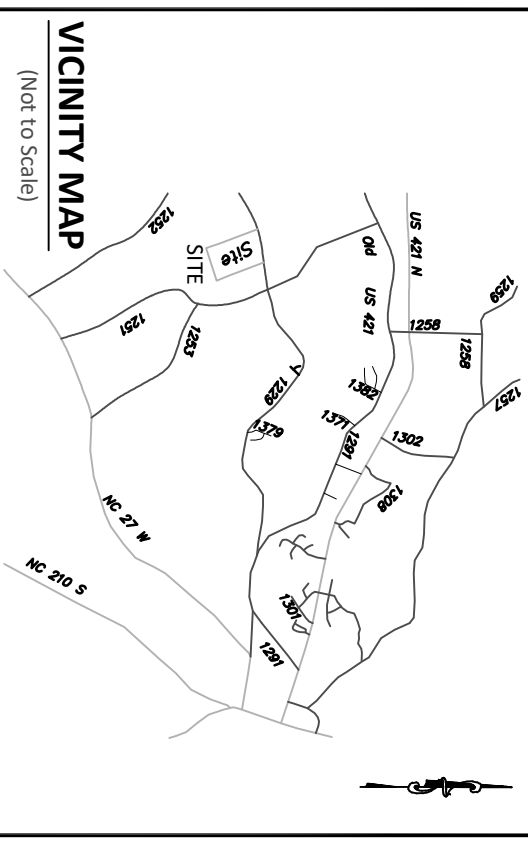 VICINITY MAP
(Not to Scale)
US 421 N
1259
1258
1258
1257
Old US 421
1382
1371
1291
1302
1308
1252
Site
SITE
1251
1253
1229
1379
NC 27 W
NC 210 S
1301
1291